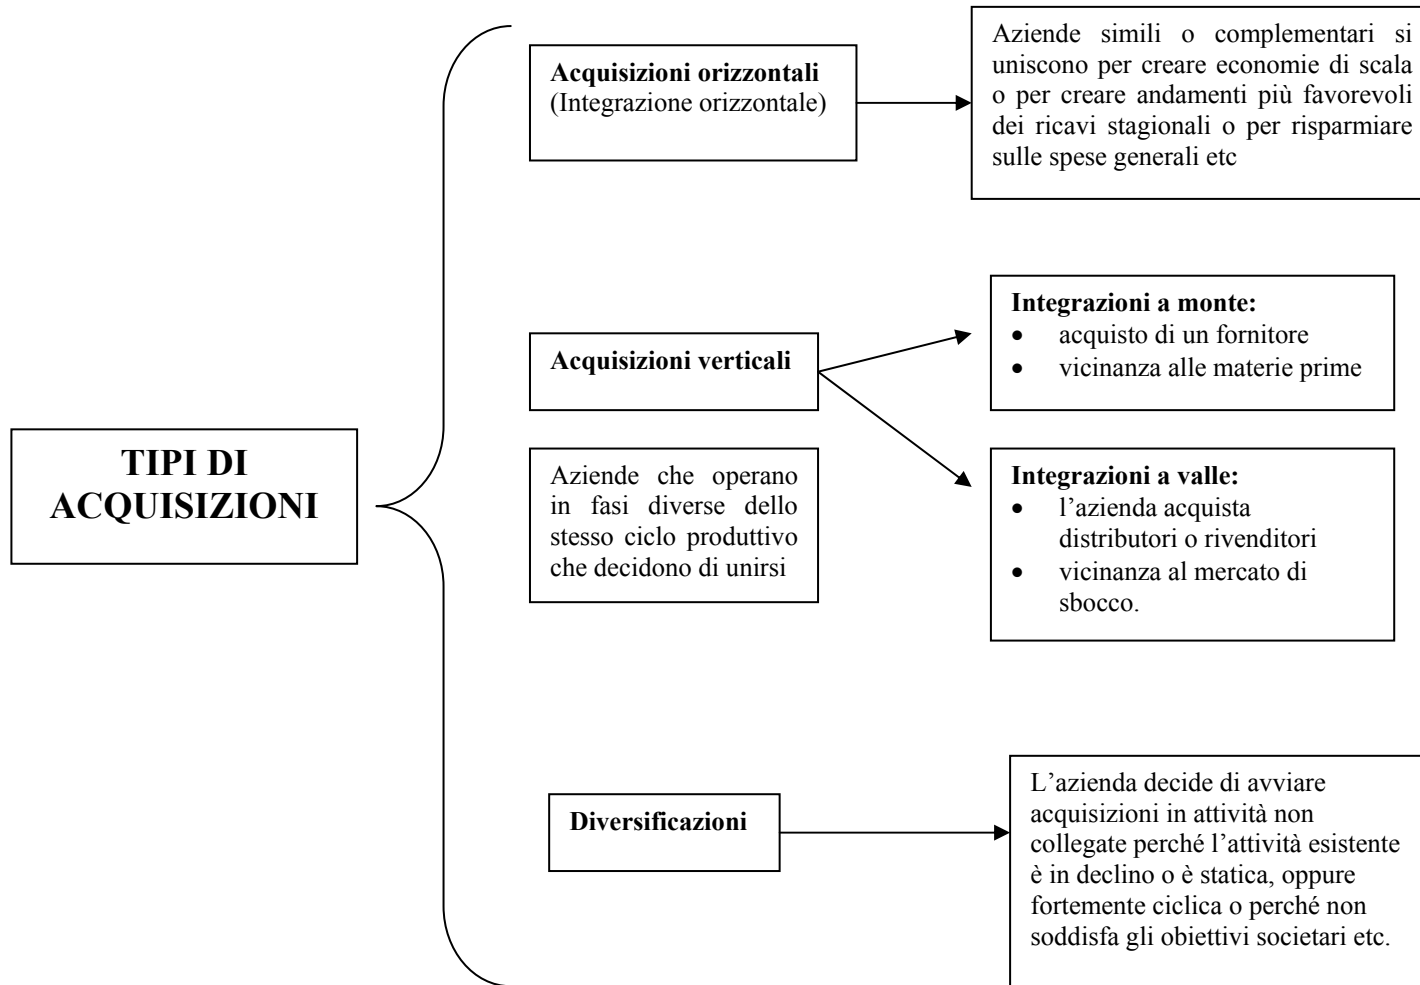 TIPI DI
ACQUISIZIONI
Acquisizioni orizzontali
(Integrazione orizzontale)
Aziende simili o complementari si
uniscono per creare economie di scala
o per creare andamenti più favorevoli
dei ricavi stagionali o per risparmiare
sulle spese generali etc
Acquisizioni verticali
Aziende che operano
in fasi diverse dello
stesso ciclo produttivo
che decidono di unirsi
Integrazioni a monte:
• acquisto di un fornitore
• vicinanza alle materie prime
Integrazioni a valle:
• l’azienda acquista
distributori o rivenditori
• vicinanza al mercato di
sbocco.
Diversificazioni
L’azienda decide di avviare
acquisizioni in attività non
collegate perché l’attività esistente
è in declino o è statica, oppure
fortemente ciclica o perché non
soddisfa gli obiettivi societari etc.